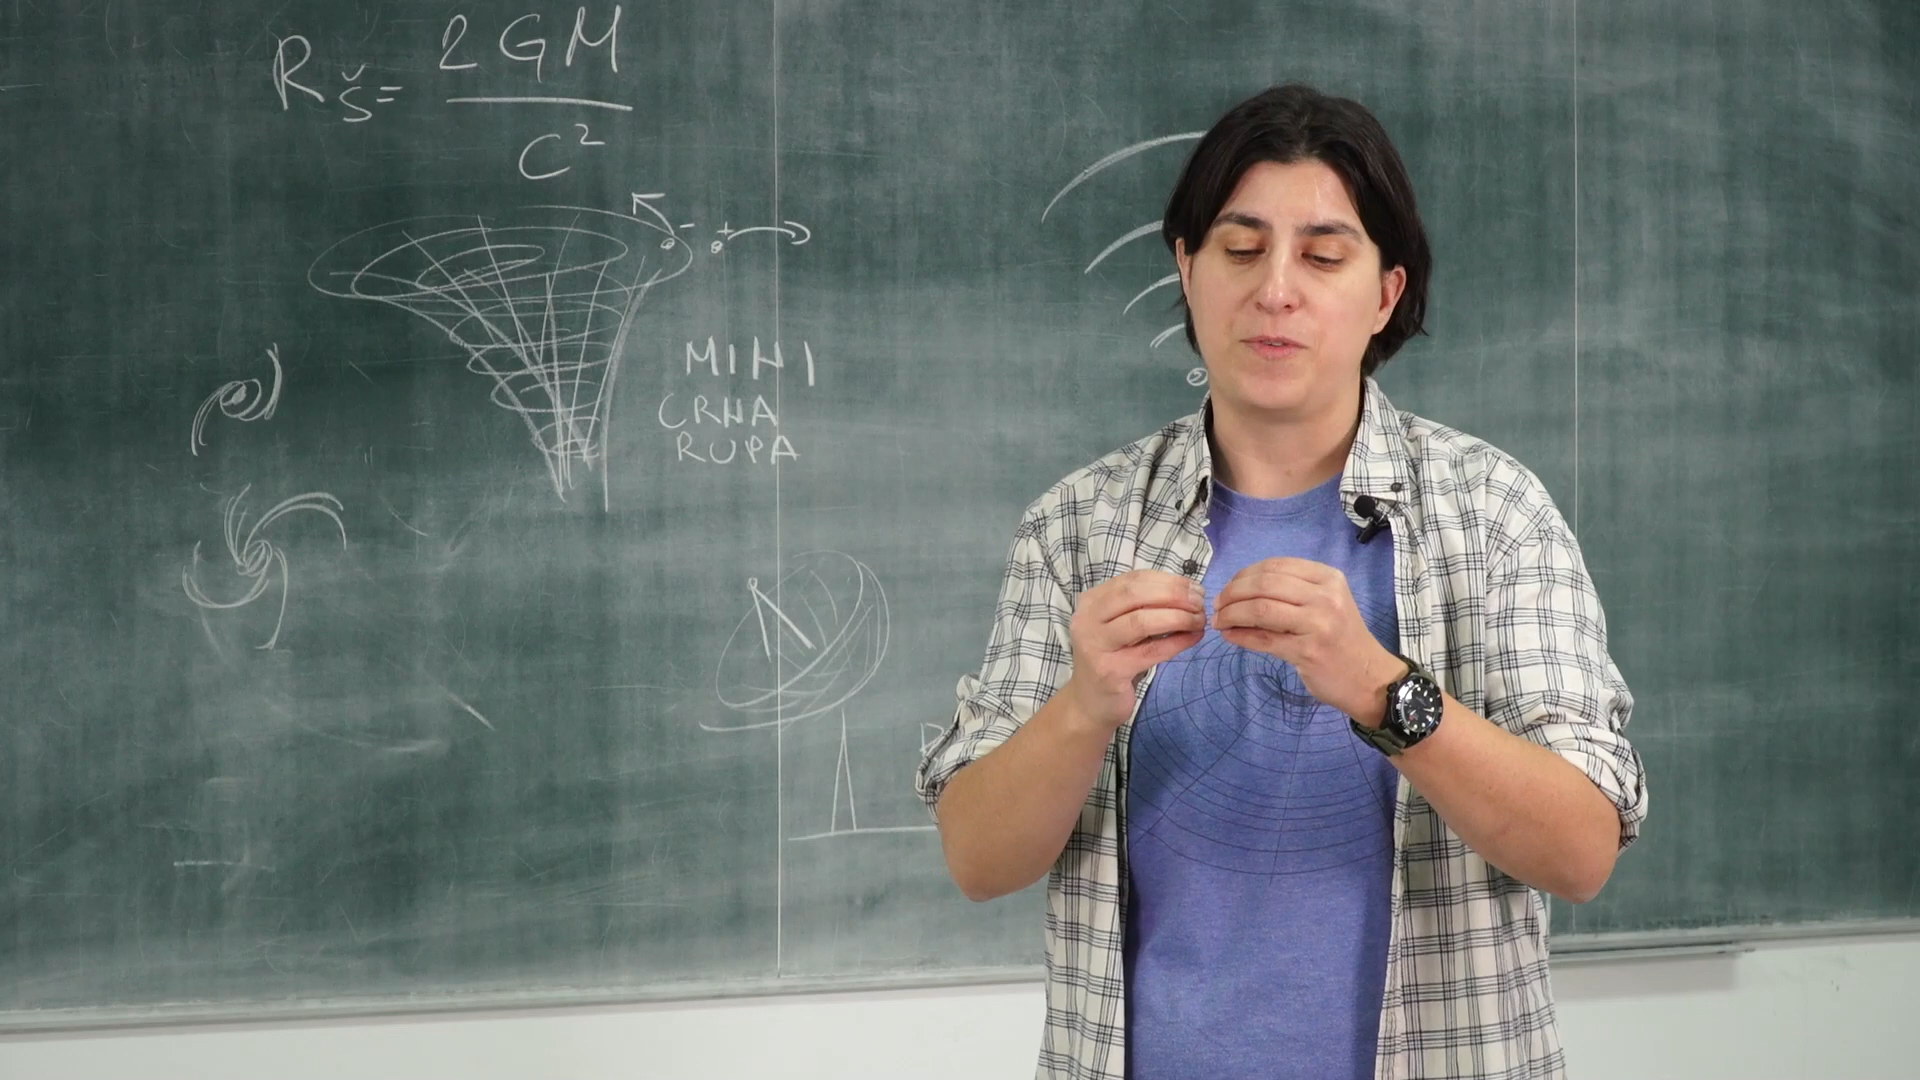 Rš = 2GM
C²
- +
MINI
CRNA
RUPA